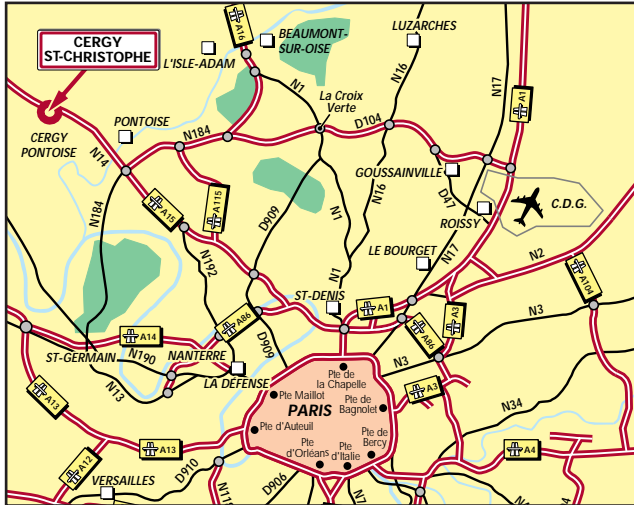 CERGY
ST-CHRISTOPHE
A16
BEAUMONT-
SUR-OISE
LUZARCHES
L'ISLE-ADAM
N1
N16
N17
A1
La Croix
Verte
CERGY
PONTOISE
PONTOISE
N184
D104
N14
GOUSSAINVILLE
N184
A15
A115
D909
N1
N16
D47
ROISSY
C.D.G.
N192
LE BOURGET
N17
N2
N1
ST-DENIS
A104
A14
A86
A1
A86
A3
N3
ST-GERMAIN
N190
NANTERRE
D909
N3
LA DÉFENSE
N13
Pte de
la Chapelle
Pte Maillot
PARIS
Pte de
Bagnolet
A3
N34
A13
Pte d'Auteuil
Pte
d'Orléans
Pte
d'Italie
Pte de
Bercy
A13
A4
A12
D910
VERSAILLES
N118
D906
N7